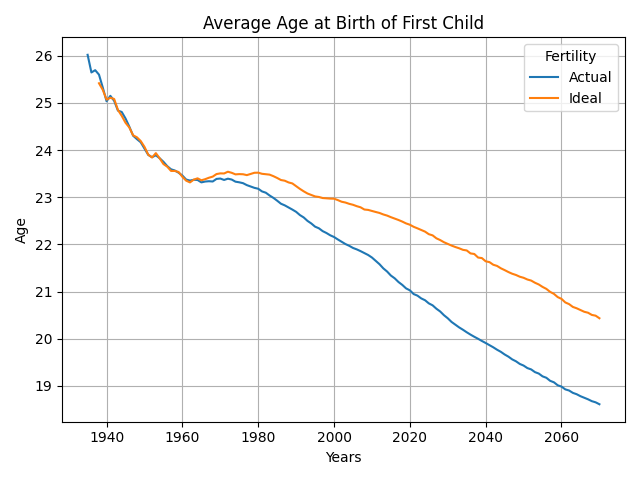 Average Age at Birth of First Child
Fertility
Actual
Ideal
Age
26
25
24
23
22
21
20
19
1940 1960 1980 2000 2020 2040 2060
Years